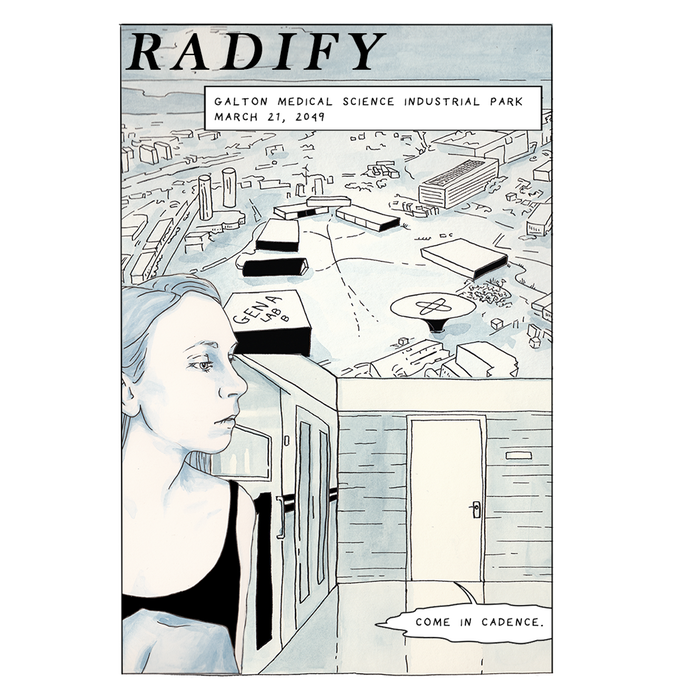 RADIFY
GALTON MEDICAL SCIENCE INDUSTRIAL PARK
MARCH 21, 2049
GENA
LAB
B
COME IN CADENCE.